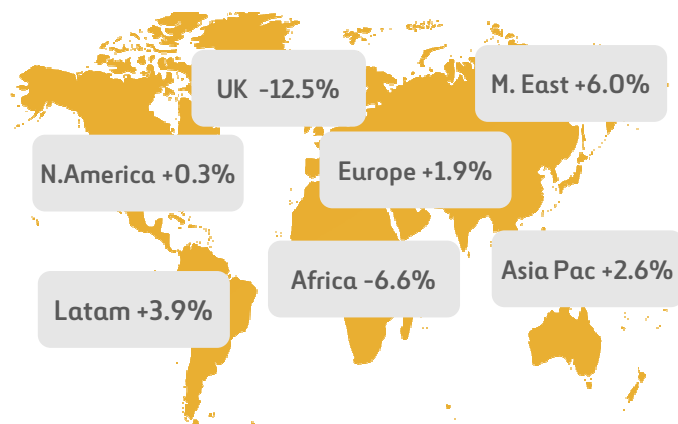 UK -12.5%
M. East +6.0%
N.America +0.3%
Europe +1.9%
Africa -6.6%
Asia Pac +2.6%
Latam +3.9%